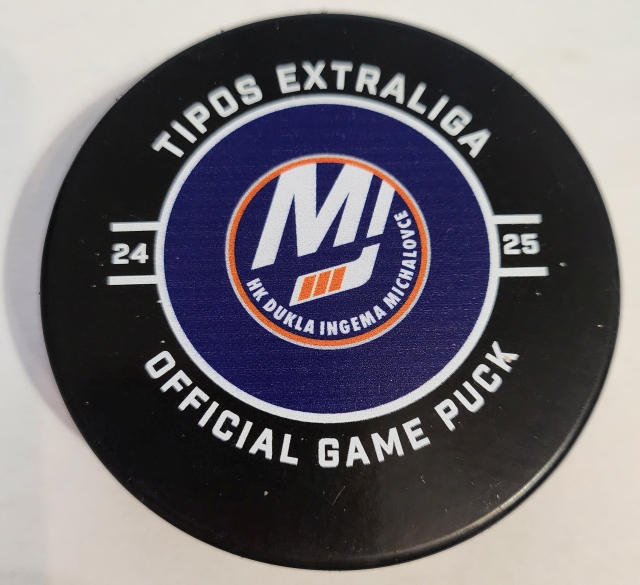 TIPOS EXTRALIGA
24
25
MI
HK DUKLA INGEMA MICHALOVCE
OFFICIAL GAME PUCK